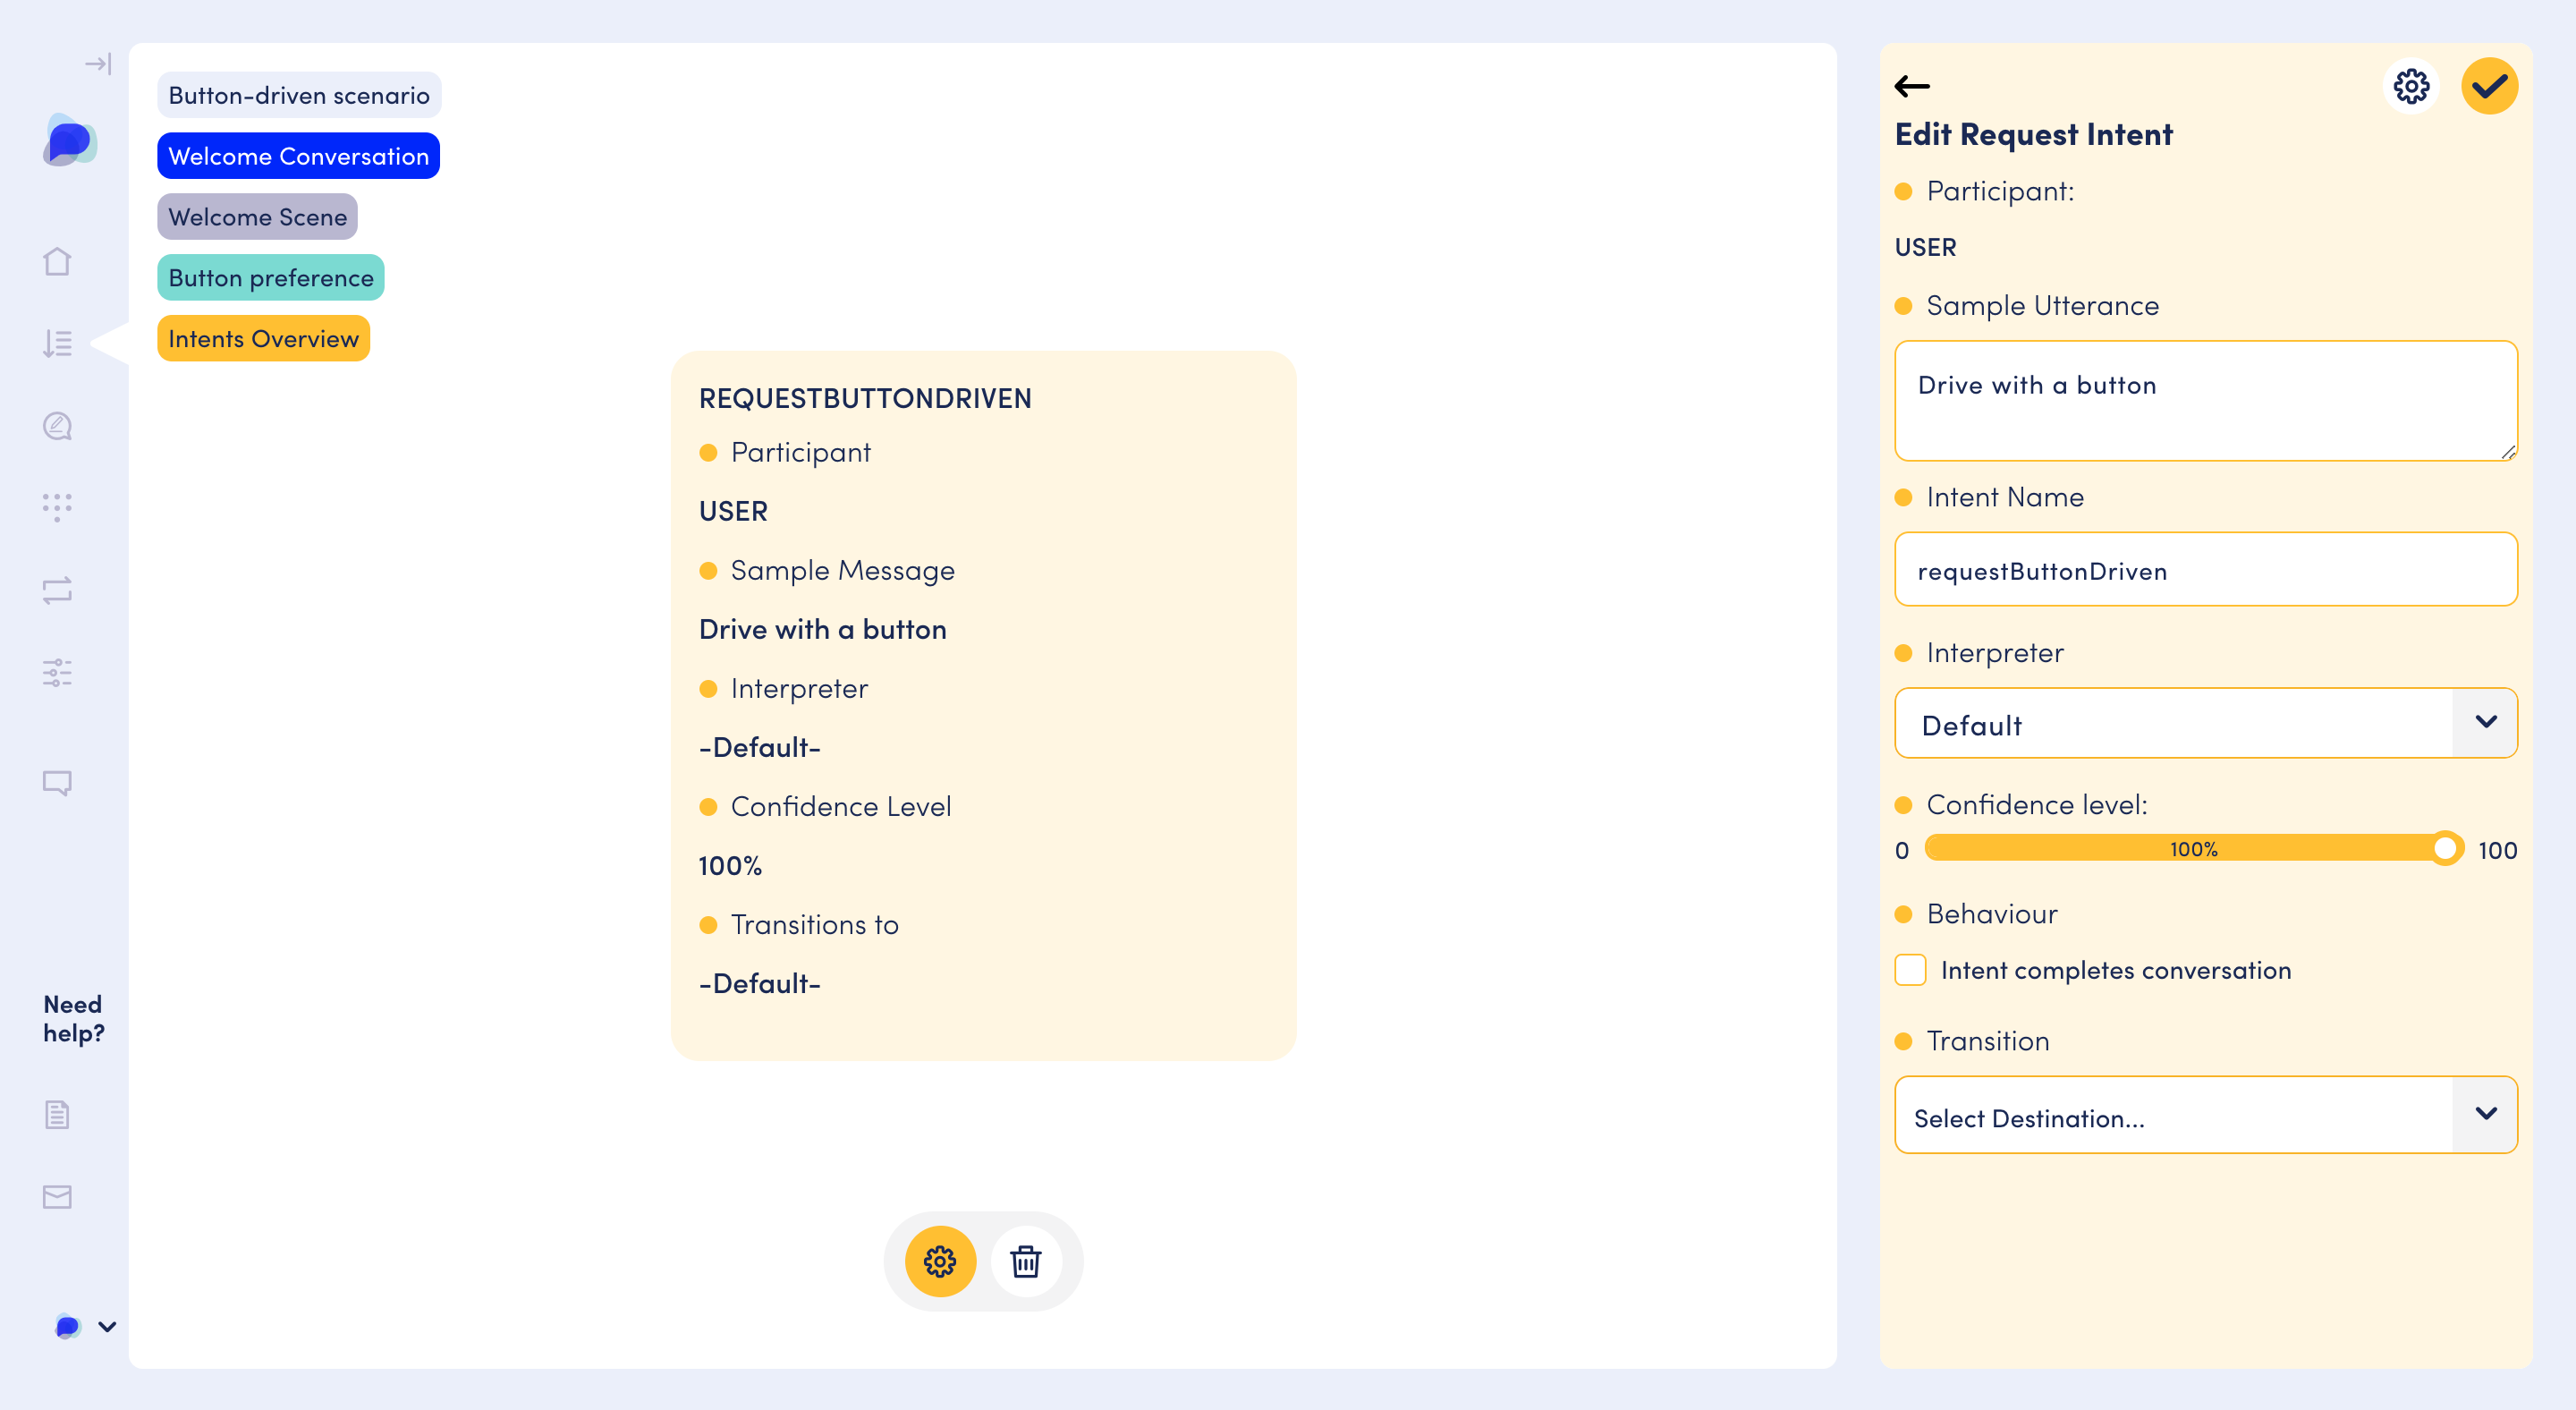 Button-driven scenario
Welcome Conversation
Welcome Scene
Button preference
Intents Overview
Need
help?
REQUESTBUTTONDRIVEN
Participant
USER
Sample Message
Drive with a button
Interpreter
-Default-
Confidence Level
100%
Transitions to
-Default-
Edit Request Intent
Participant:
USER
Sample Utterance
Drive with a button
Intent Name
requestButtonDriven
Interpreter
Default
Confidence level:
0 100% 100
Behaviour
Intent completes conversation
Transition
Select Destination...